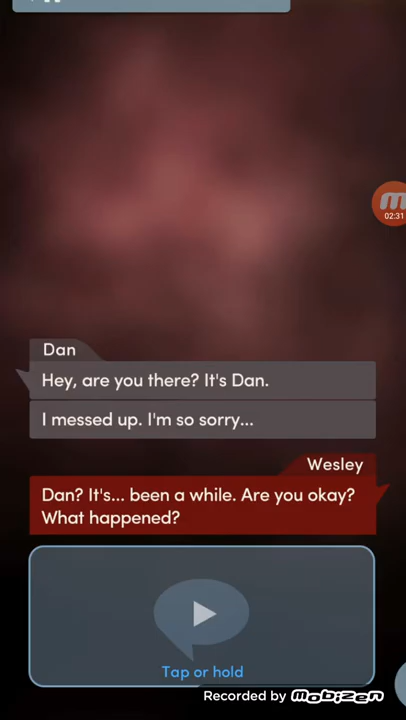 02:31
Dan
Hey, are you there? It's Dan.
I messed up. I'm so sorry...
Wesley
Dan? It's... been a while. Are you okay?
What happened?
Tap or hold
Recorded by mobizen